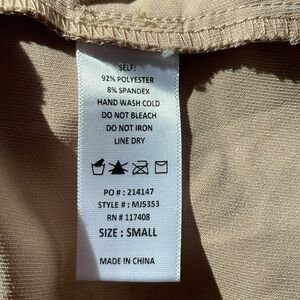 SELF:
92% POLYESTER
8% SPANDEX
HAND WASH COLD
DO NOT BLEACH
DO NOT IRON
LINE DRY
PO # : 214147
STYLE # : MJ5353
RN # 117408
SIZE : SMALL
MADE IN CHINA